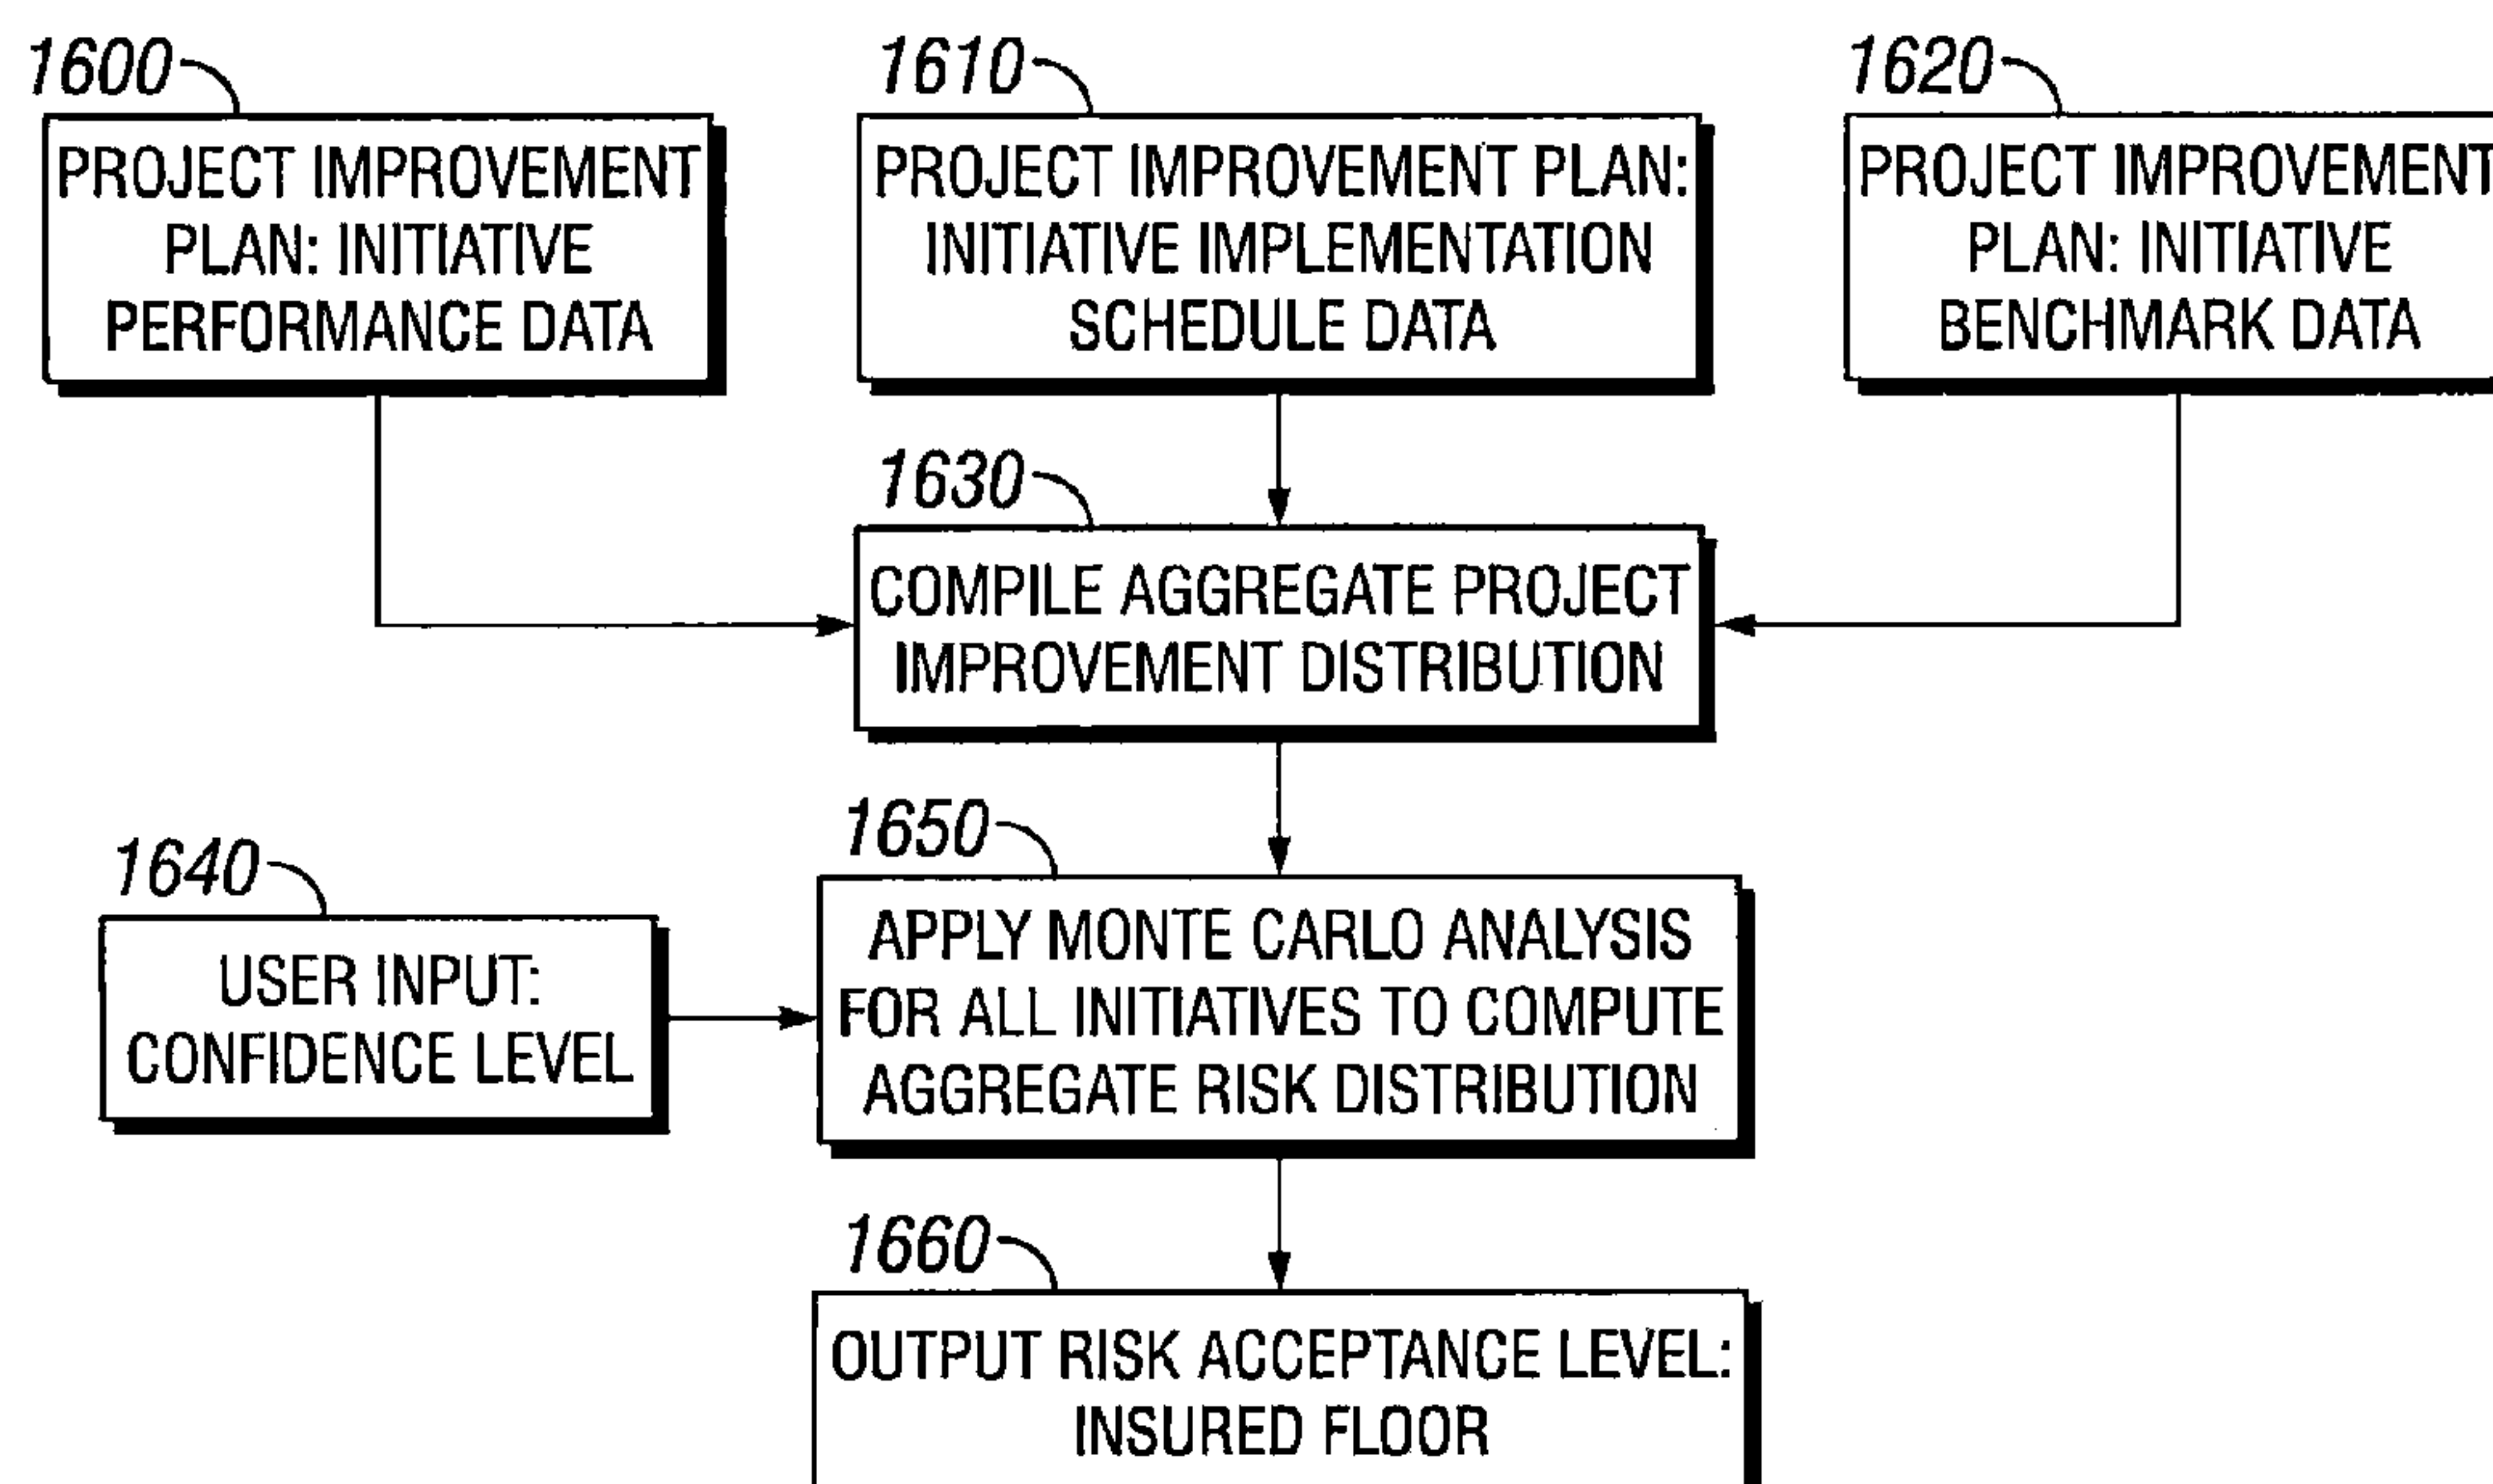 1600
PROJECT IMPROVEMENT
PLAN: INITIATIVE
PERFORMANCE DATA
1610
PROJECT IMPROVEMENT PLAN:
INITIATIVE IMPLEMENTATION
SCHEDULE DATA
1620
PROJECT IMPROVEMENT
PLAN: INITIATIVE
BENCHMARK DATA
1630
COMPILE AGGREGATE PROJECT
IMPROVEMENT DISTRIBUTION
1640
USER INPUT:
CONFIDENCE LEVEL
1650
APPLY MONTE CARLO ANALYSIS
FOR ALL INITIATIVES TO COMPUTE
AGGREGATE RISK DISTRIBUTION
1660
OUTPUT RISK ACCEPTANCE LEVEL:
INSURED FLOOR